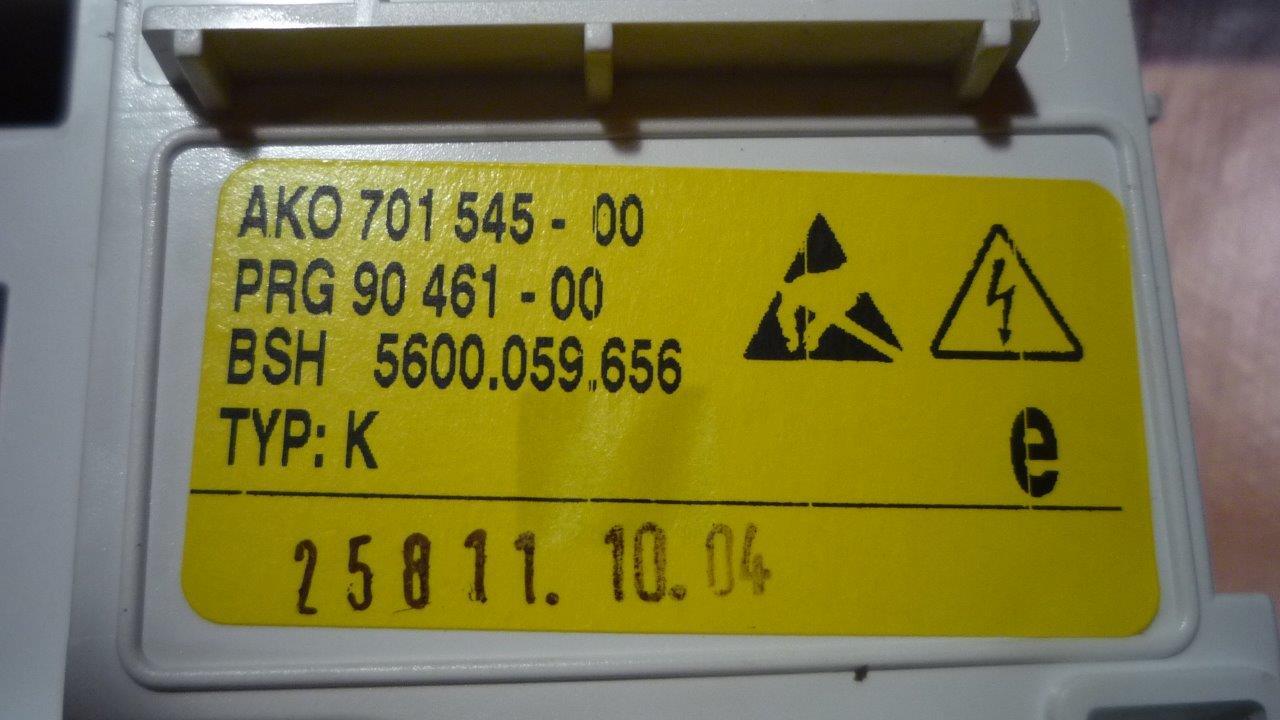 AKO 701 545 - 00
PRG 90 461 - 00
BSH 5600.059.656
TYP: K
e
25811. 10. 04